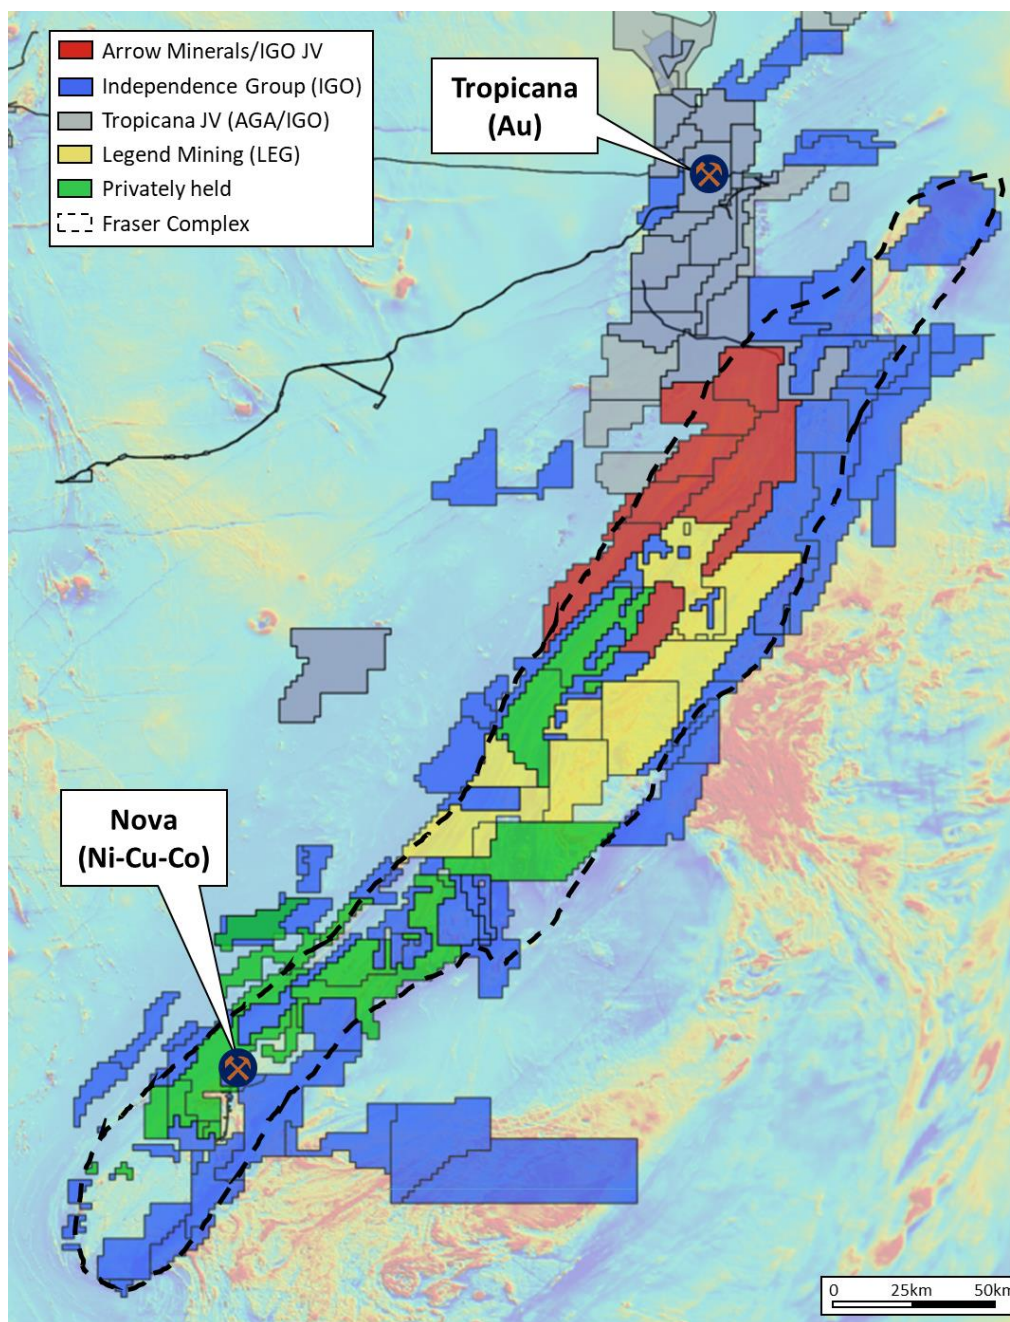 Arrow Minerals/IGO JV
Independence Group (IGO)
Tropicana JV (AGA/IGO)
Legend Mining (LEG)
Privately held
Fraser Complex
Tropicana
(Au)
Nova
(Ni-Cu-Co)
0 25km 50km